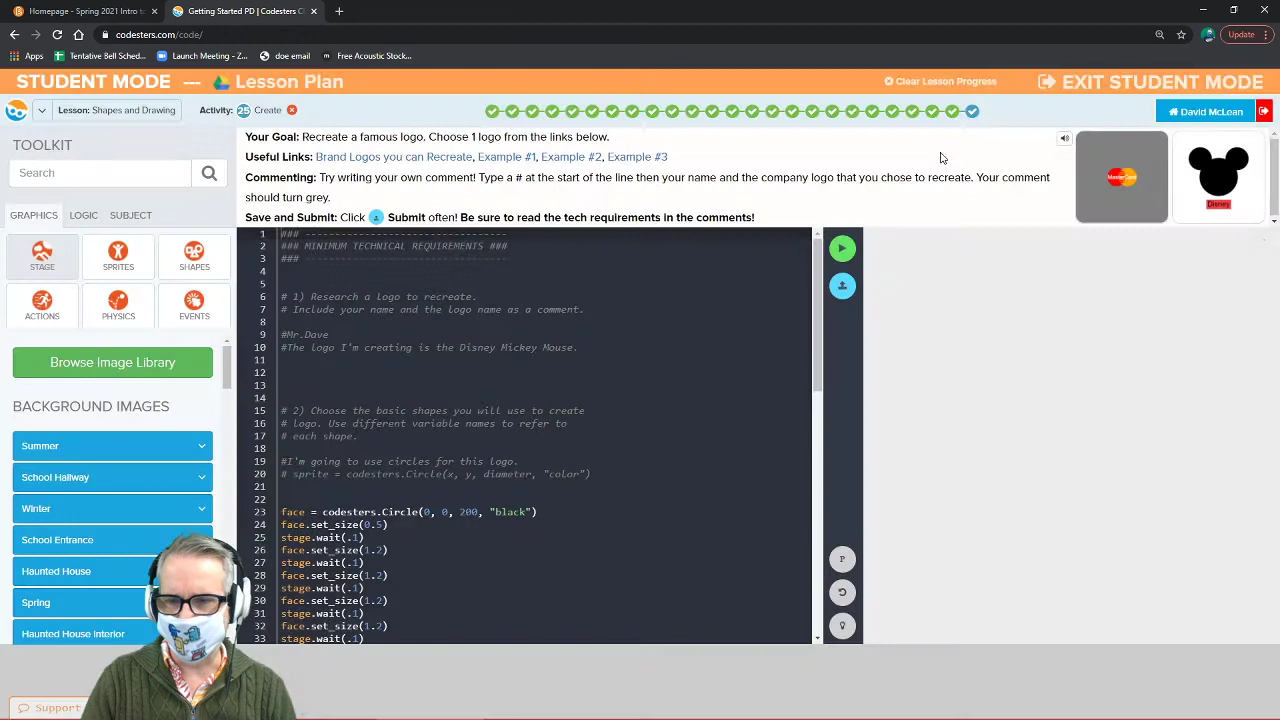 Homepage - Spring 2021 Intro t
Getting Started PD | Codesters C
codesters.com/code/
Update
Apps
Tentative Bell Sched...
Launch Meeting - Z...
doe email
Free Acoustic Stock...
STUDENT MODE --- Lesson Plan
Clear Lesson Progress
EXIT STUDENT MODE
Lesson: Shapes and Drawing
Activity: 25 Create
David McLean
TOOLKIT
Search
GRAPHICS LOGIC SUBJECT
STAGE SPRITES SHAPES
ACTIONS PHYSICS EVENTS
Browse Image Library
BACKGROUND IMAGES
Summer
School Hallway
Winter
School Entrance
Haunted House
Spring
Haunted House Interior
Support
Your Goal: Recreate a famous logo. Choose 1 logo from the links below.
Useful Links: Brand Logos you can Recreate, Example #1, Example #2, Example #3
Commenting: Try writing your own comment! Type a # at the start of the line then your name and the company logo that you chose to recreate. Your comment
should turn grey.
Save and Submit: Click Submit often! Be sure to read the tech requirements in the comments!
MasterCard
Disney
1 ### --------------------------------
2 ### MINIMUM TECHNICAL REQUIREMENTS ###
3 ### --------------------------------
4
5
6 # 1) Research a logo to recreate.
7 # Include your name and the logo name as a comment.
8
9 #Mr.Dave
10 #The logo I'm creating is the Disney Mickey Mouse.
11
12
13
14
15 # 2) Choose the basic shapes you will use to create
16 # logo. Use different variable names to refer to
17 # each shape.
18
19 #I'm going to use circles for this logo.
20 # sprite = codesters.Circle(x, y, diameter, "color")
21
22
23 face = codesters.Circle(0, 0, 200, "black")
24 face.set_size(0.5)
25 stage.wait(.1)
26 face.set_size(1.2)
27 stage.wait(.1)
28 face.set_size(1.2)
29 stage.wait(.1)
30 face.set_size(1.2)
31 stage.wait(.1)
32 face.set_size(1.2)
33 stage.wait(.1)
P